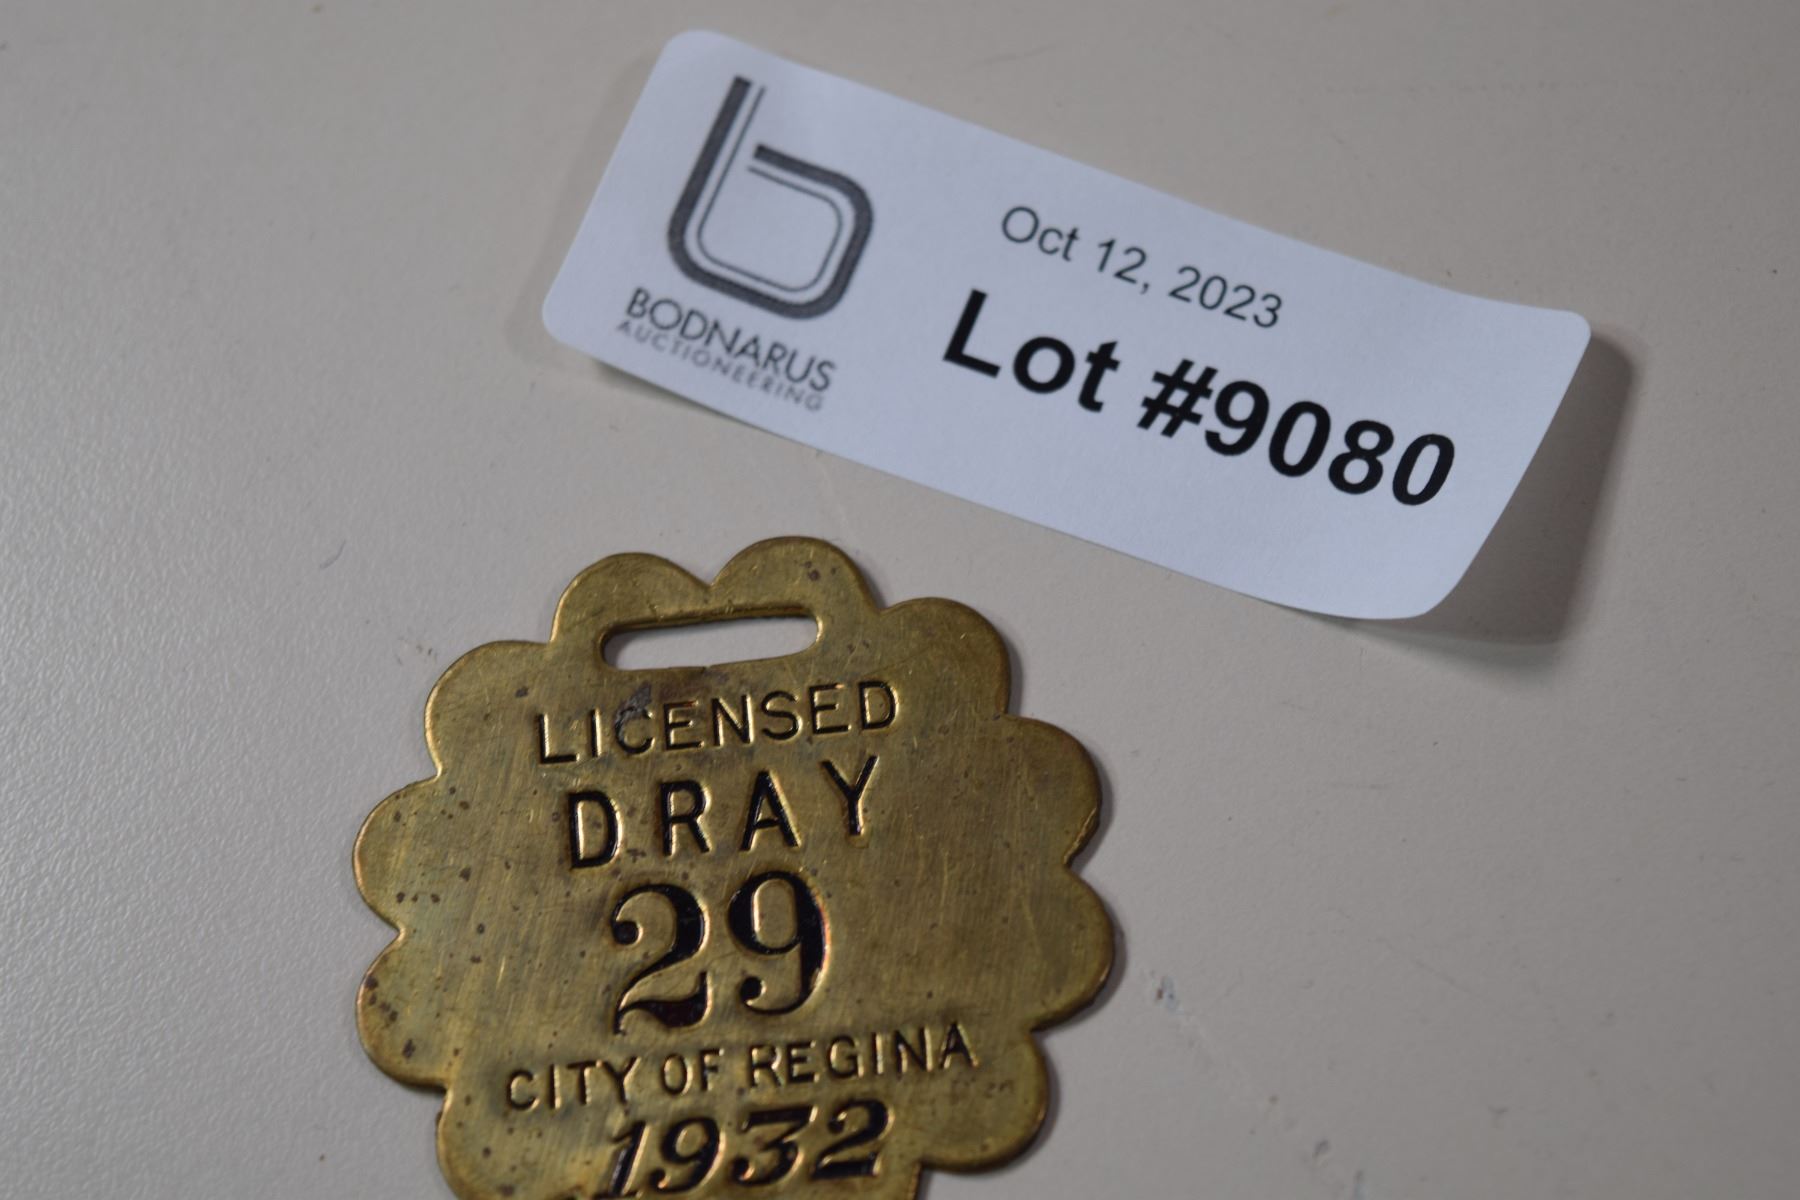 BODNARUS
AUCTIONEERING
Oct 12, 2023
Lot #9080
LICENSED
DRAY
29
CITY OF REGINA
1932